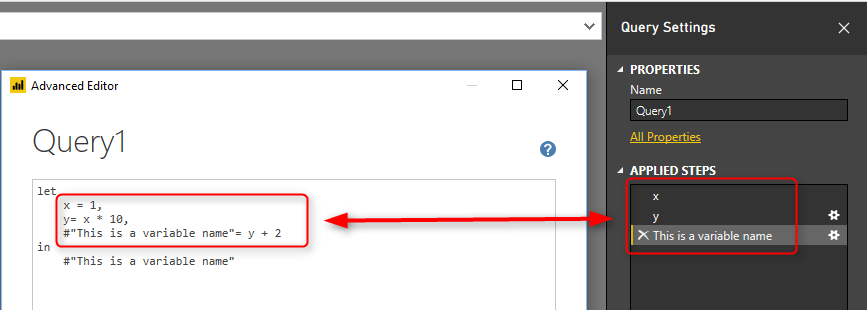 Query Settings
Advanced Editor
PROPERTIES
Name
Query1
All Properties
APPLIED STEPS
x
y
This is a variable name
Query1
let
x = 1,
y= x * 10,
#"This is a variable name"= y + 2
in
#"This is a variable name"